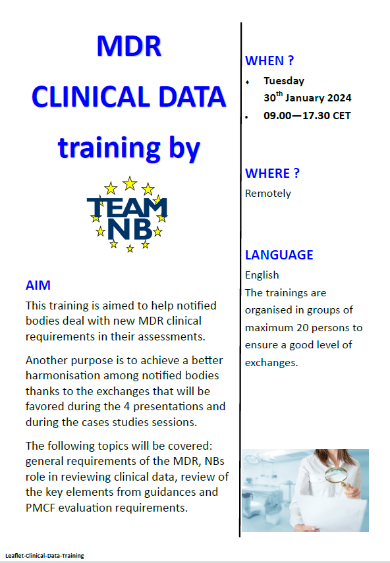 MDR
CLINICAL DATA
training by
TEAM
NB
AIM
This training is aimed to help notified
bodies deal with new MDR clinical
requirements in their assessments.
Another purpose is to achieve a better
harmonisation among notified bodies
thanks to the exchanges that will be
favored during the 4 presentations and
during the cases studies sessions.
The following topics will be covered:
general requirements of the MDR, NBs
role in reviewing clinical data, review of
the key elements from guidances and
PMCF evaluation requirements.
WHEN ?
• Tuesday
30th January 2024
• 09.00—17.30 CET
WHERE ?
Remotely
LANGUAGE
English
The trainings are
organised in groups of
maximum 20 persons to
ensure a good level of
exchanges.
Leaflet-Clinical-Data-Training